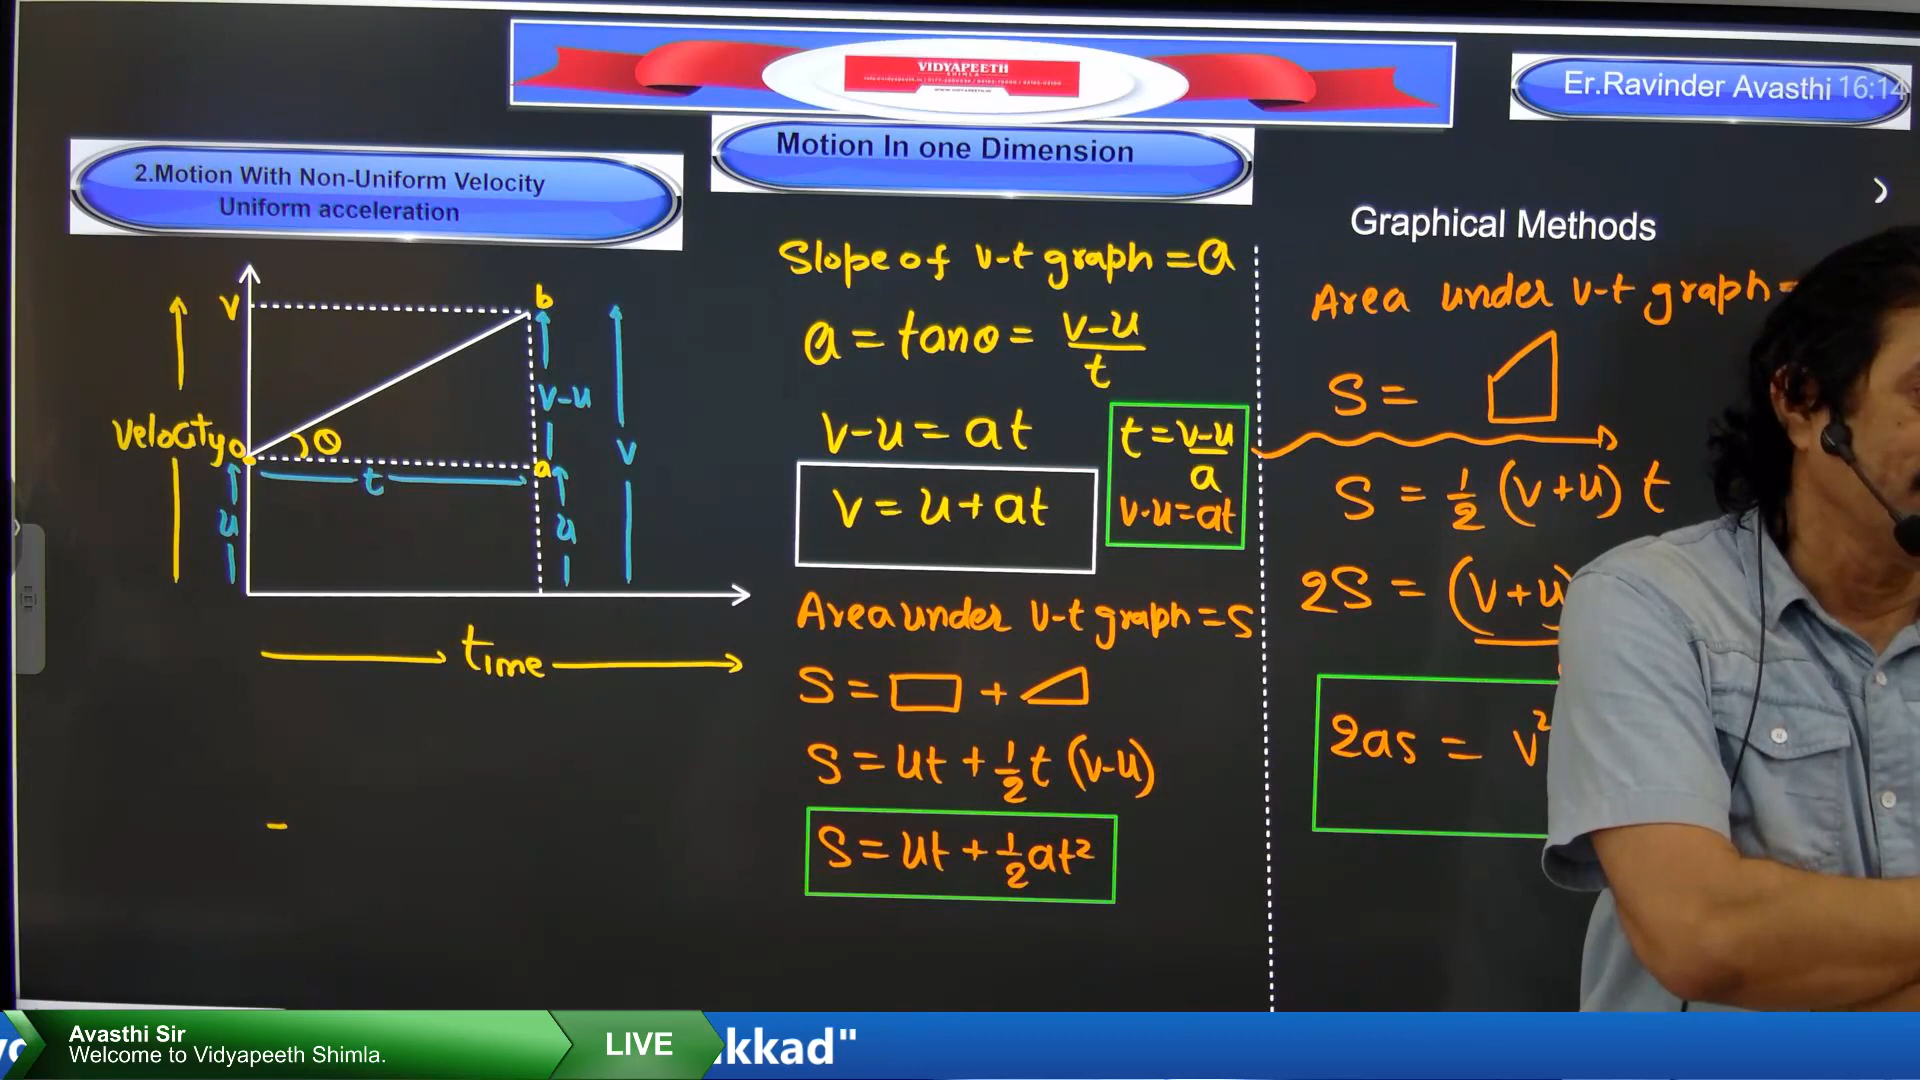 VIDYAPEETH
SHIMLA
Er.Ravinder Avasthi 16:14
Motion In one Dimension
2.Motion With Non-Uniform Velocity
Uniform acceleration
v
b
v-u
v
Velocity
o
θ
a
t
u
u
time
-
Slope of v-t graph = a
a = tanθ = v-u/t
v-u = at
v = u+at
t = v-u/a
v-u=at
Area under v-t graph = S
S = ▭ +
S = ut + 1/2 t (v-u)
S = ut + 1/2 at²
Graphical Methods
Area under v-t graph =
S =
S = 1/2 (v+u) t
2S = (v+u)
2as = v²
Avasthi Sir
Welcome to Vidyapeeth Shimla.
LIVE
kkad"